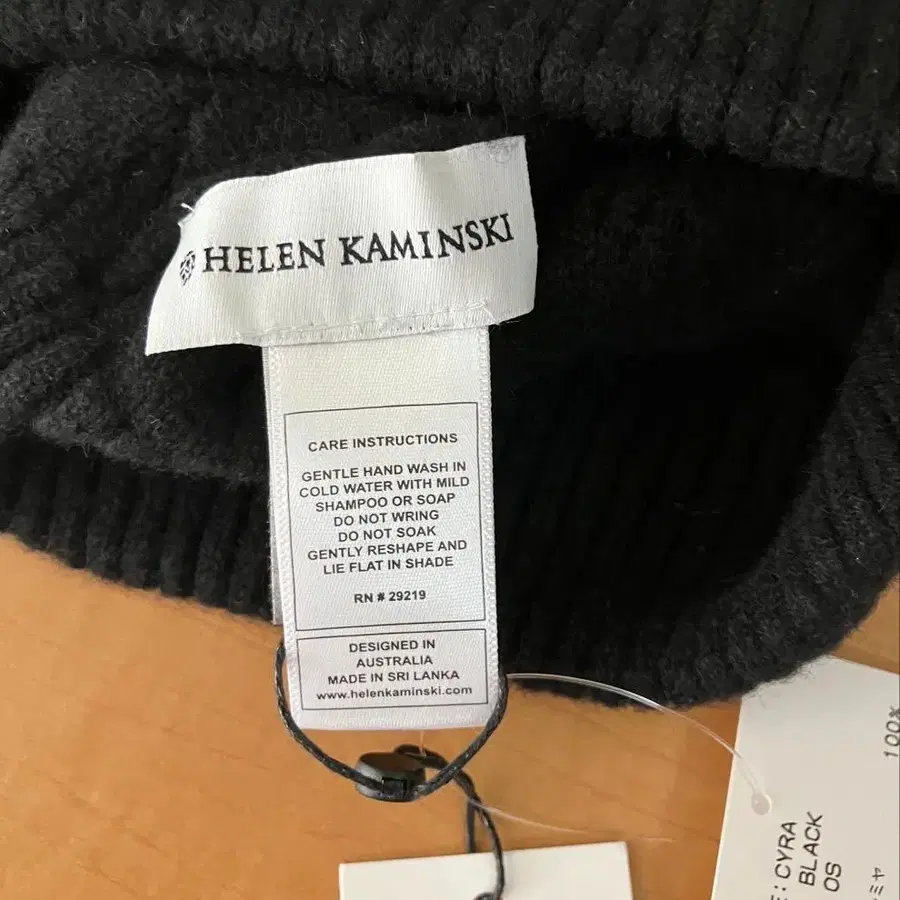 HELEN KAMINSKI
CARE INSTRUCTIONS
GENTLE HAND WASH IN
COLD WATER WITH MILD
SHAMPOO OR SOAP
DO NOT WRING
DO NOT SOAK
GENTLY RESHAPE AND
LIE FLAT IN SHADE
RN # 29219
DESIGNED IN
AUSTRALIA
MADE IN SRI LANKA
www.helenkaminski.com
E: CYRA
BLACK
OS
100%